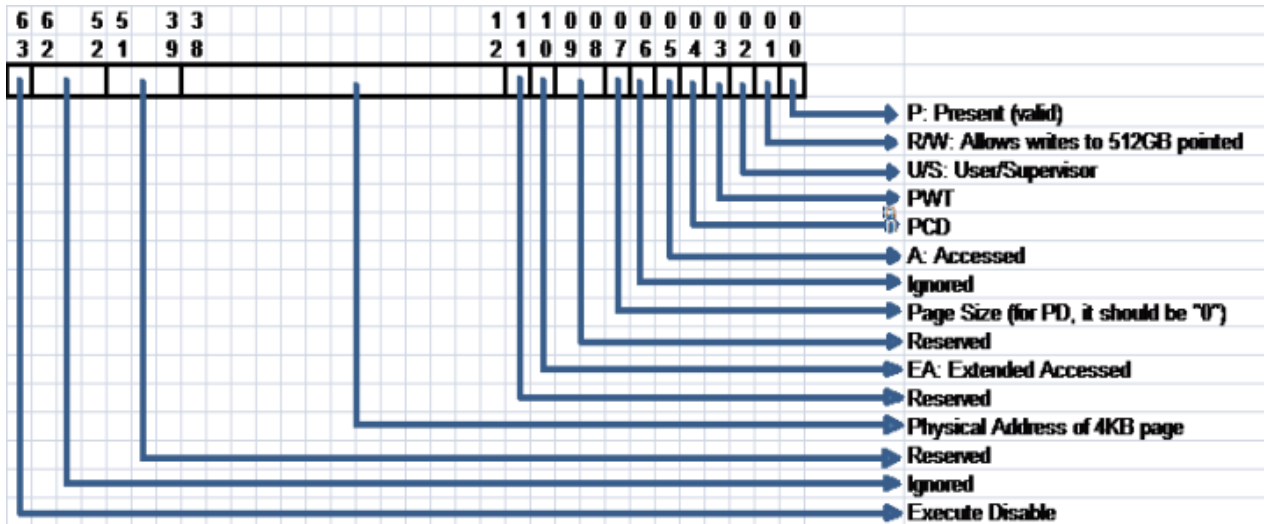 6 6 5 5 3 3 1 1 1 0 0 0 0 0 0 0 0 0 0
3 2 2 1 9 8 2 1 0 9 8 7 6 5 4 3 2 1 0
P: Present (valid)
R/W: Allows writes to 512GB pointed
U/S: User/Supervisor
PWT
PCD
A: Accessed
Ignored
Page Size (for PD, it should be "0")
Reserved
EA: Extended Accessed
Reserved
Physical Address of 4KB page
Reserved
Ignored
Execute Disable